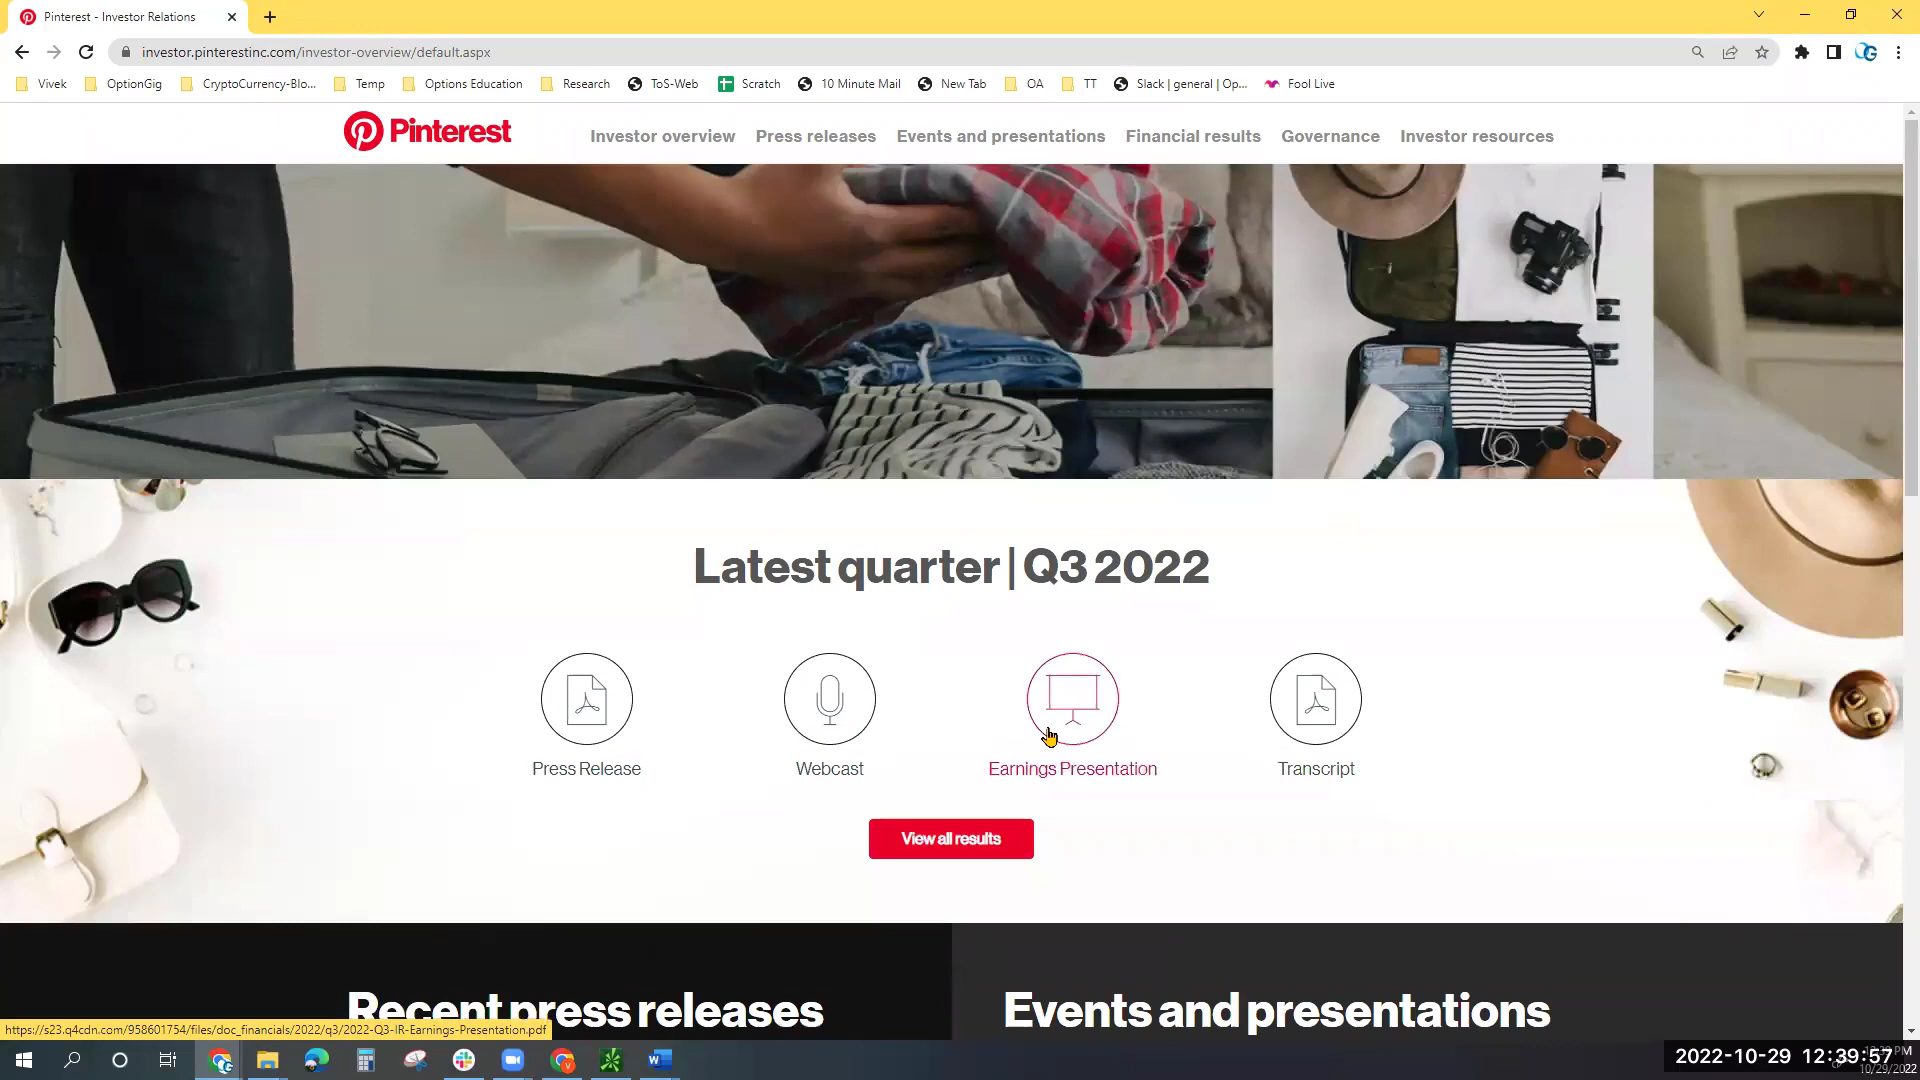 Pinterest - Investor Relations
investor.pinterestinc.com/investor-overview/default.aspx
Vivek OptionGig CryptoCurrency-Blo... Temp Options Education Research ToS-Web Scratch 10 Minute Mail New Tab OA TT Slack | general | Op... Fool Live
Pinterest Investor overview Press releases Events and presentations Financial results Governance Investor resources
Latest quarter | Q3 2022
Press Release Webcast Earnings Presentation Transcript
View all results
Recent press releases Events and presentations
https://s23.q4cdn.com/958601754/files/doc_financials/2022/q3/2022-Q3-IR-Earnings-Presentation.pdf
2022-10-29 12:39:57
10/29/2022